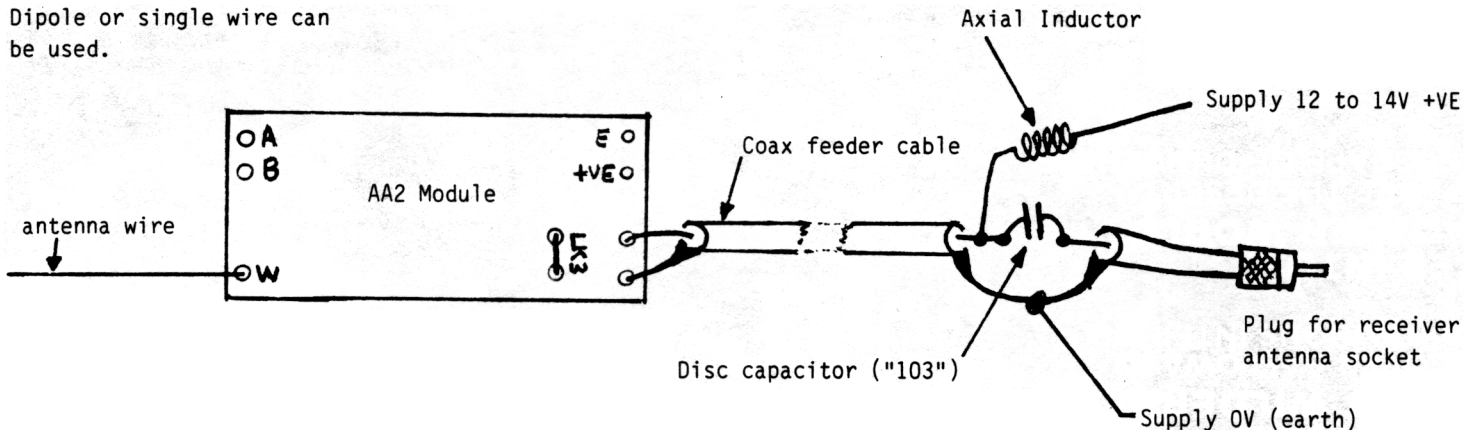 Dipole or single wire can
be used.
Axial Inductor
Supply 12 to 14V +VE
A
B
E
+VE
AA2 Module
Coax feeder cable
antenna wire
W
LK3
Disc capacitor ("103")
Plug for receiver
antenna socket
Supply 0V (earth)